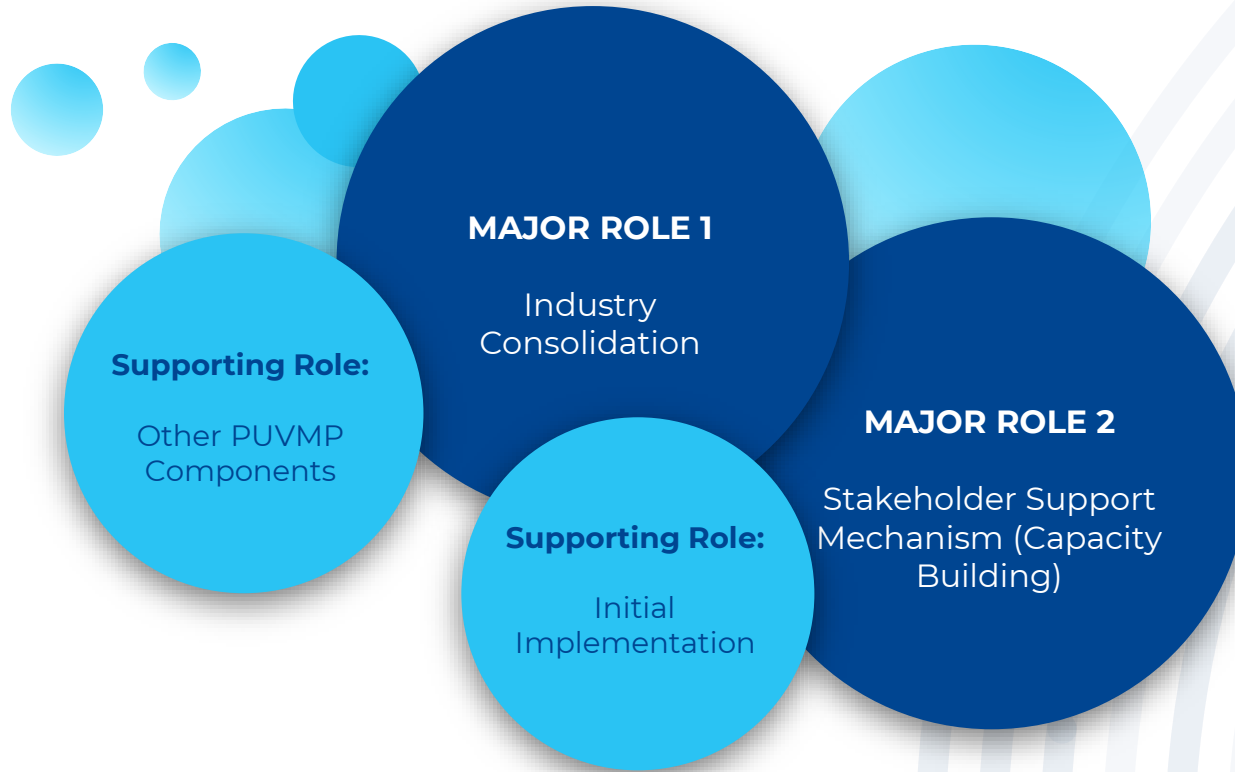 MAJOR ROLE 1
Industry
Consolidation
Supporting Role:
Other PUVMP
Components
MAJOR ROLE 2
Stakeholder Support
Mechanism (Capacity
Building)
Supporting Role:
Initial
Implementation